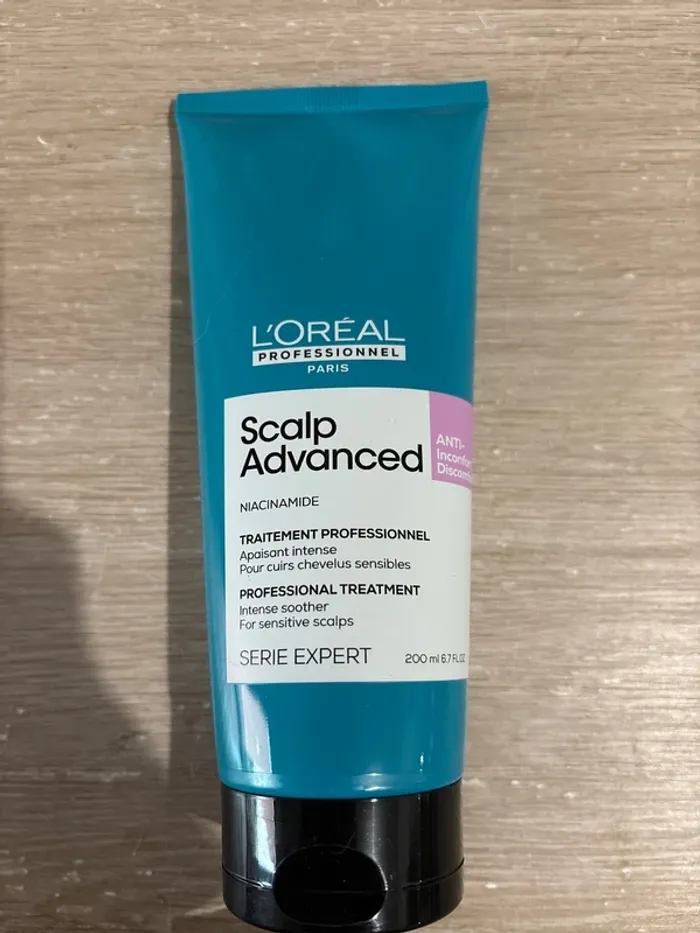 L'ORÉAL
PROFESSIONNEL
PARIS
Scalp
Advanced
ANTI-
NIACINAMIDE
TRAITEMENT PROFESSIONNEL
Apaisant intense
Pour cuirs chevelus sensibles
PROFESSIONAL TREATMENT
Intense soother
For sensitive scalps
SERIE EXPERT
200 ml 6.7 FL.OZ